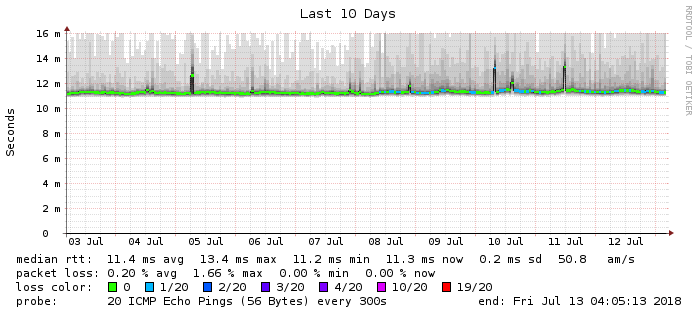 Last 10 Days
RRDTOOL / TOBI OETIKER
Seconds
16 m
14 m
12 m
10 m
8 m
6 m
4 m
2 m
0
03 Jul 04 Jul 05 Jul 06 Jul 07 Jul 08 Jul 09 Jul 10 Jul 11 Jul 12 Jul
median rtt: 11.4 ms avg 13.4 ms max 11.2 ms min 11.3 ms now 0.2 ms sd 50.8 am/s
packet loss: 0.20 % avg 1.66 % max 0.00 % min 0.00 % now
loss color: 0 1/20 2/20 3/20 4/20 10/20 19/20
probe: 20 ICMP Echo Pings (56 Bytes) every 300s end: Fri Jul 13 04:05:13 2018